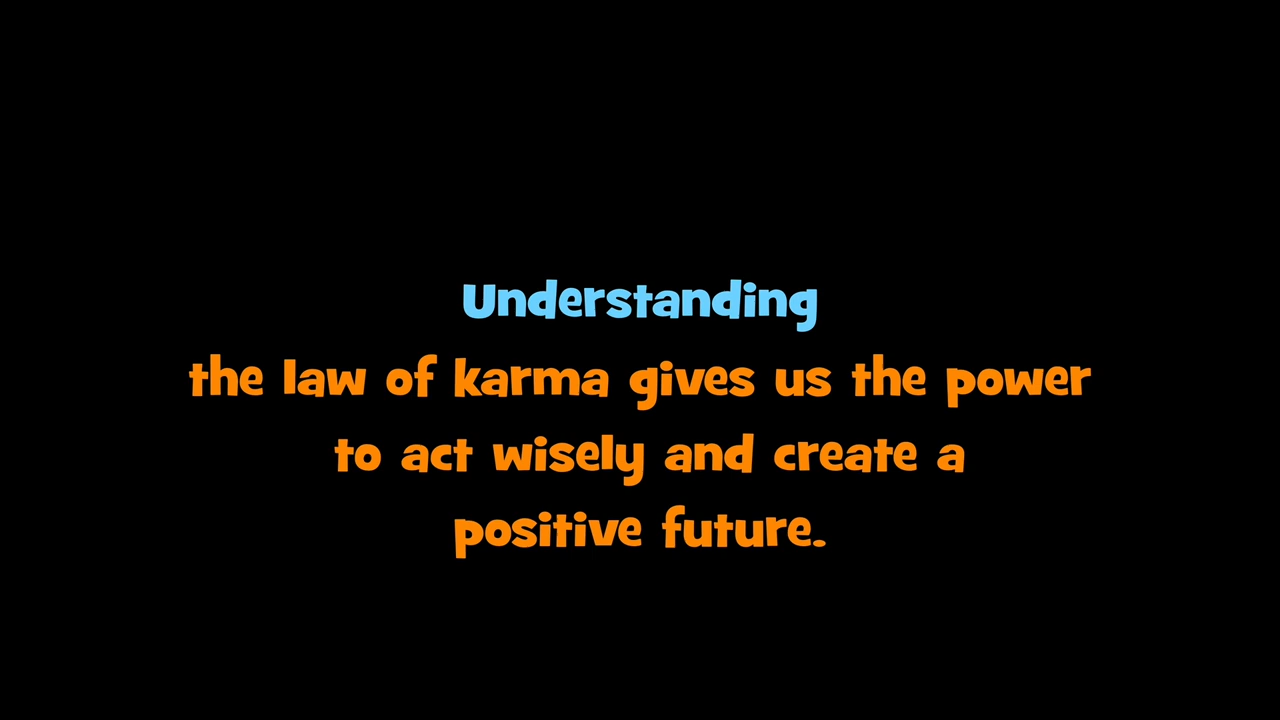 Understanding
the law of karma gives us the power
to act wisely and create a
positive future.